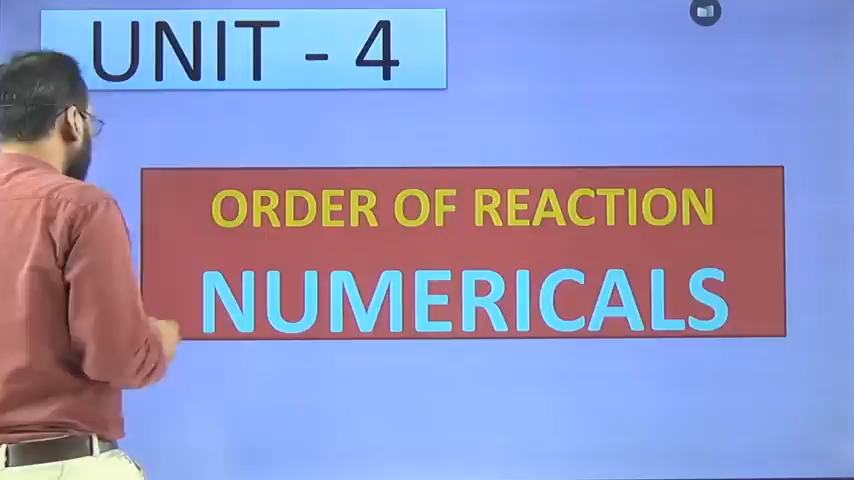 UNIT - 4
ORDER OF REACTION
NUMERICALS